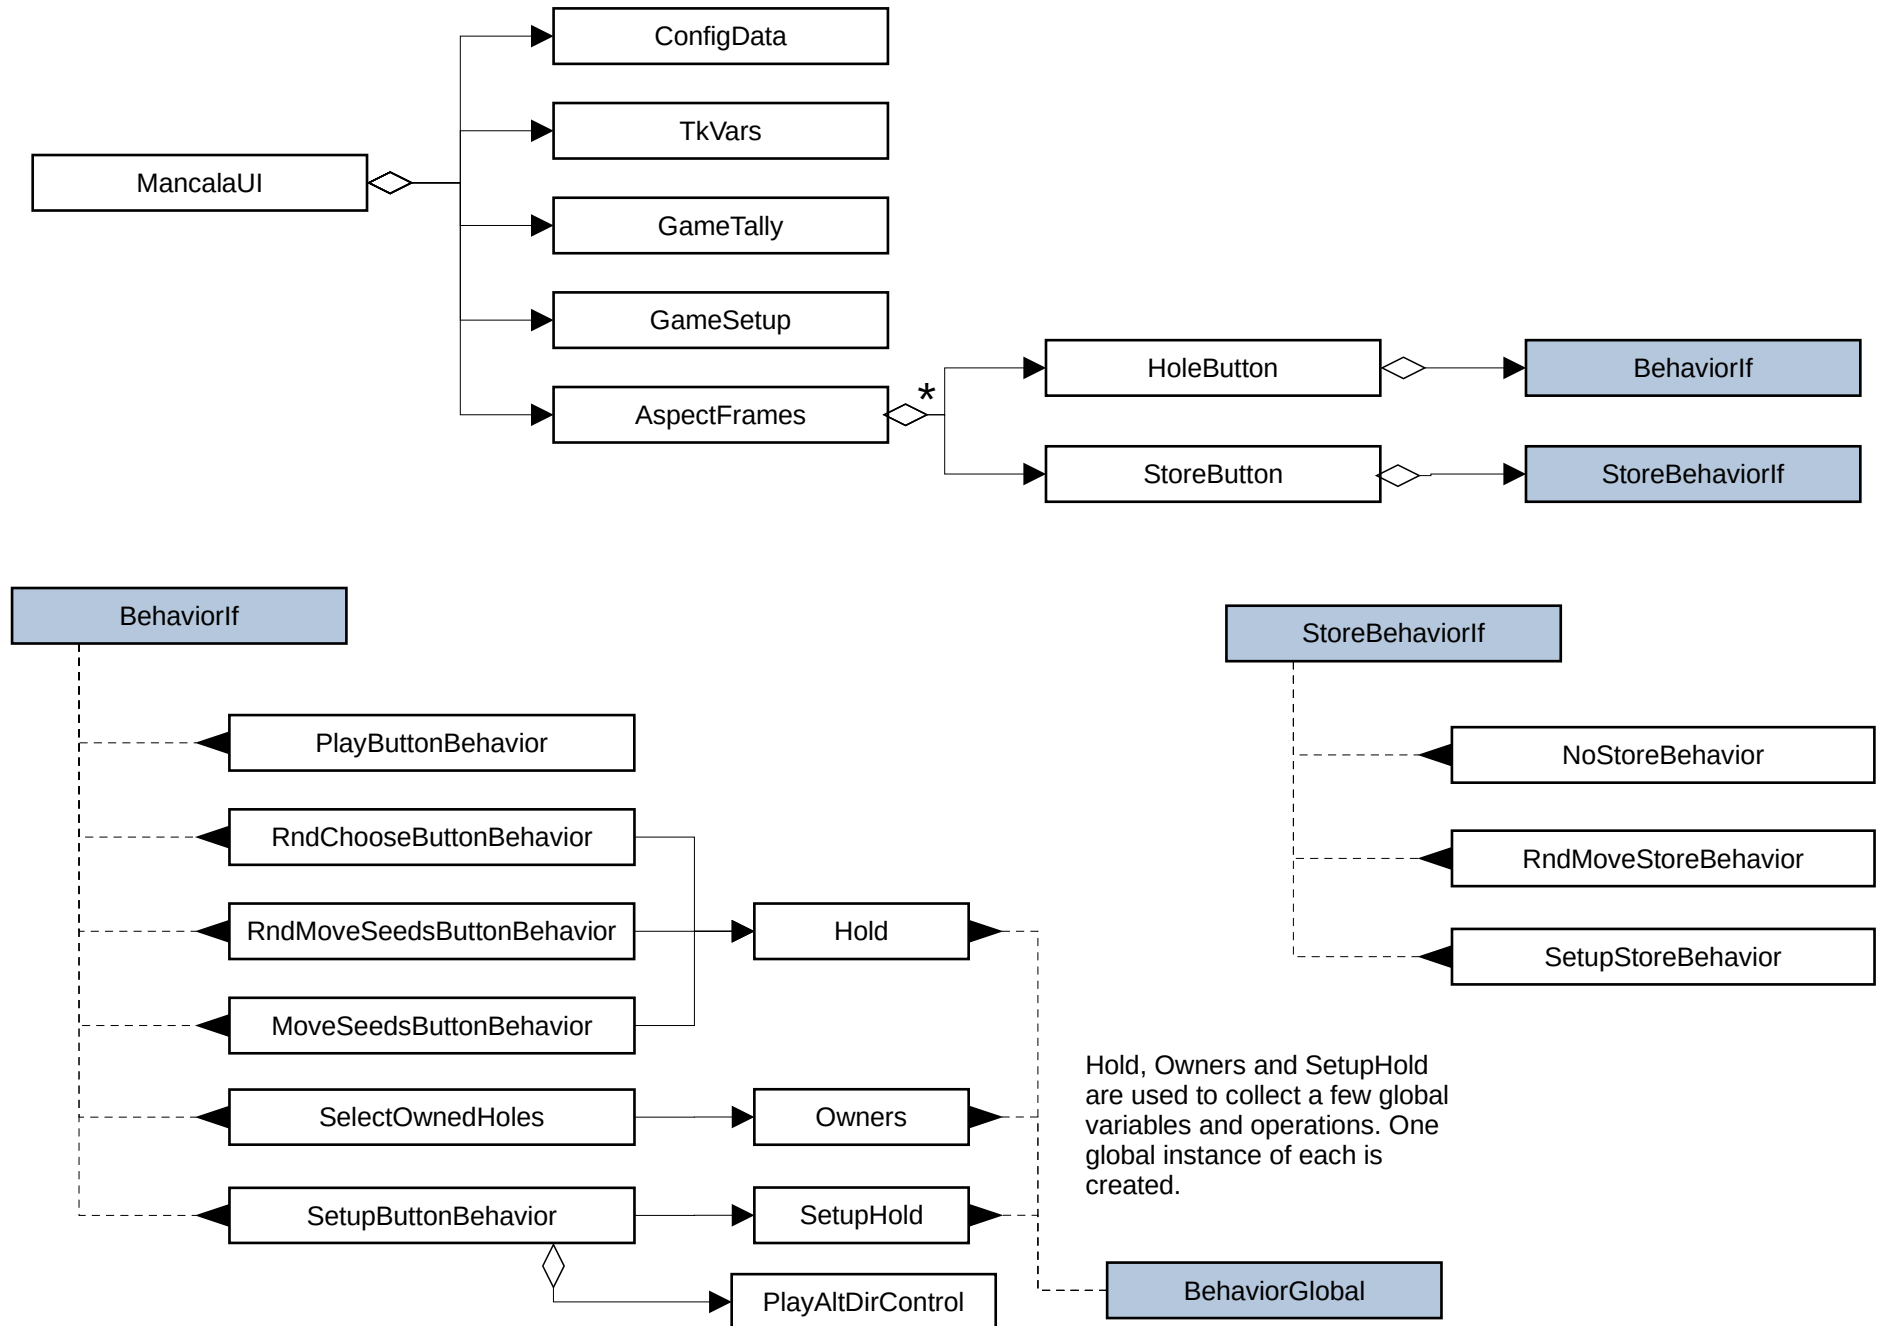 ConfigData
TkVars
MancalaUI
GameTally
GameSetup
AspectFrames
*
HoleButton
BehaviorIf
StoreButton
StoreBehaviorIf
BehaviorIf
PlayButtonBehavior
RndChooseButtonBehavior
RndMoveSeedsButtonBehavior
MoveSeedsButtonBehavior
SelectOwnedHoles
SetupButtonBehavior
Hold
Owners
SetupHold
PlayAltDirControl
StoreBehaviorIf
NoStoreBehavior
RndMoveStoreBehavior
SetupStoreBehavior
Hold, Owners and SetupHold
are used to collect a few global
variables and operations. One
global instance of each is
created.
BehaviorGlobal